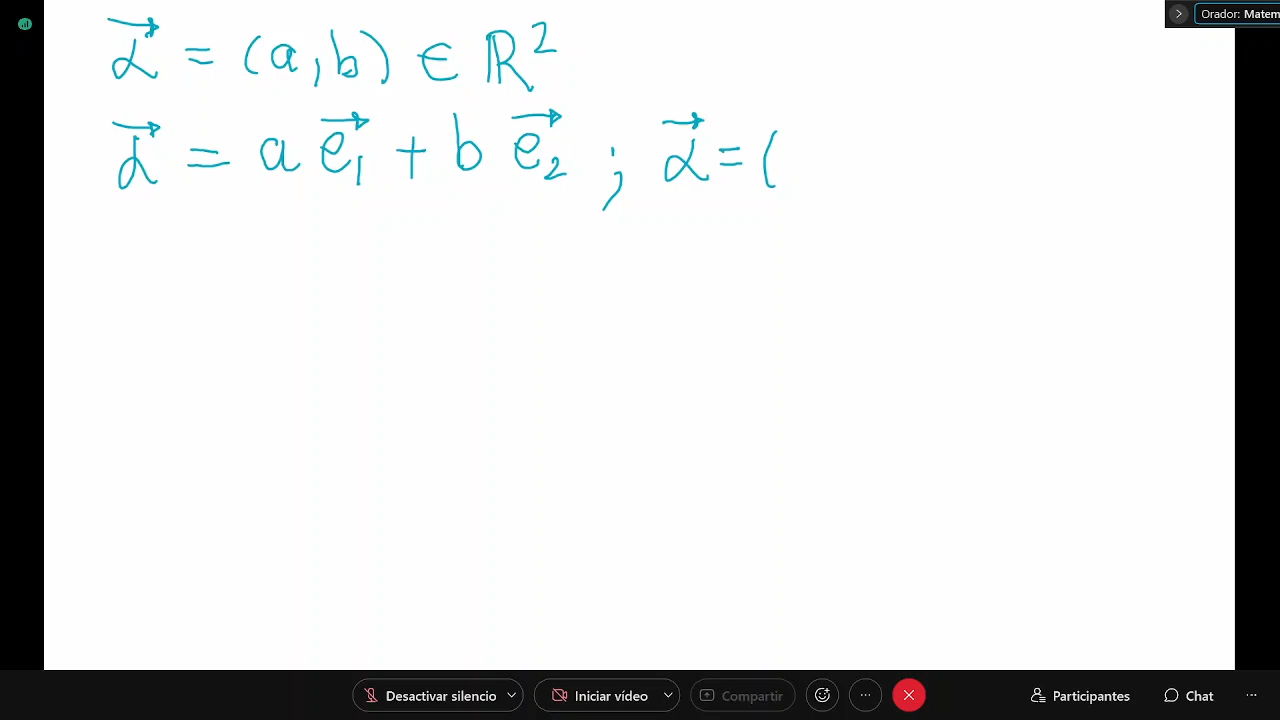 Orador: Matem
α⃗ = (a, b) ∈ ℝ²
α⃗ = a e⃗₁ + b e⃗₂ ; α⃗ = (
Desactivar silencio Iniciar vídeo Compartir Participantes Chat